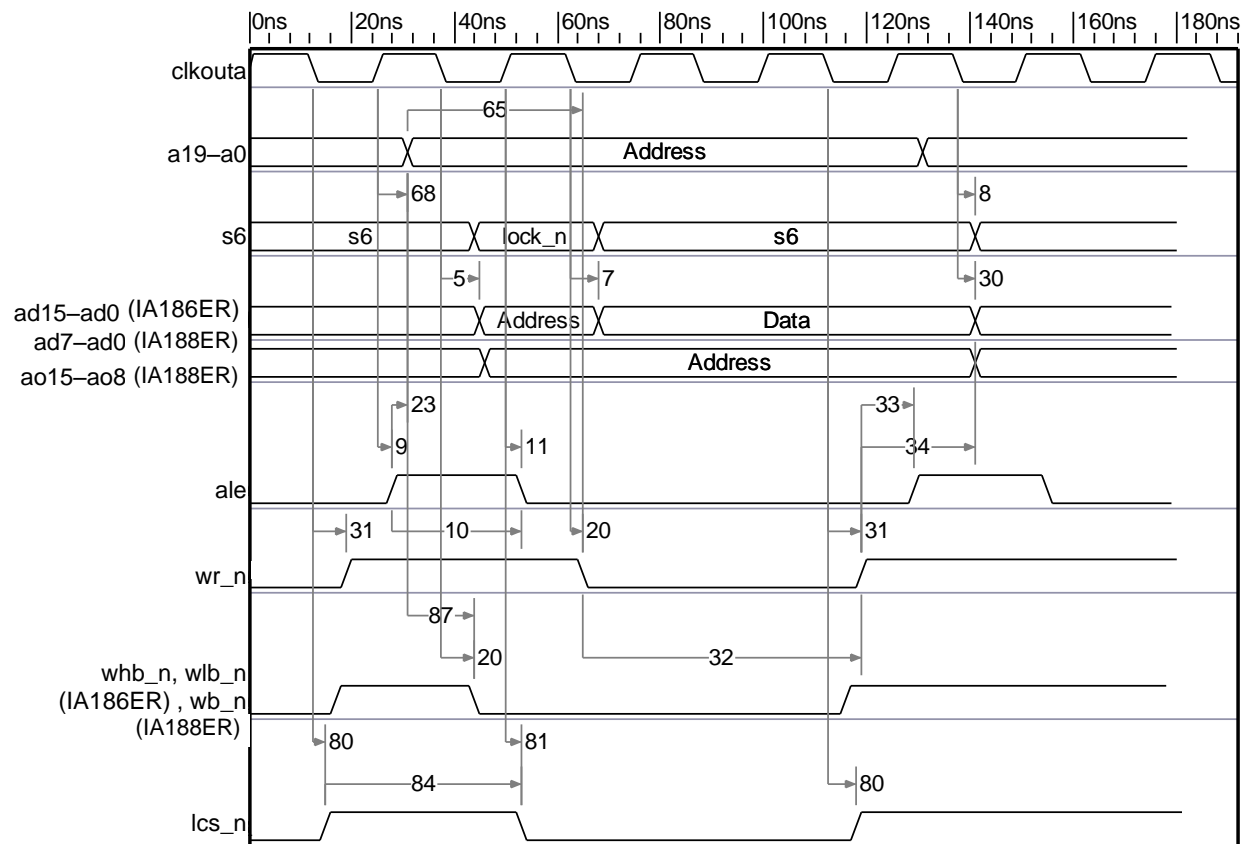 0ns 20ns 40ns 60ns 80ns 100ns 120ns 140ns 160ns 180ns
clkouta
65
a19–a0 Address
68 8
s6 s6 lock_n s6
5 7 30
ad15–ad0 (IA186ER) Address Data
ad7–ad0 (IA188ER)
ao15–ao8 (IA188ER) Address
23 33
9 11 34
ale
31 10 20 31
wr_n
87
20 32
whb_n, wlb_n
(IA186ER) , wb_n
(IA188ER)
80 81
84 80
lcs_n